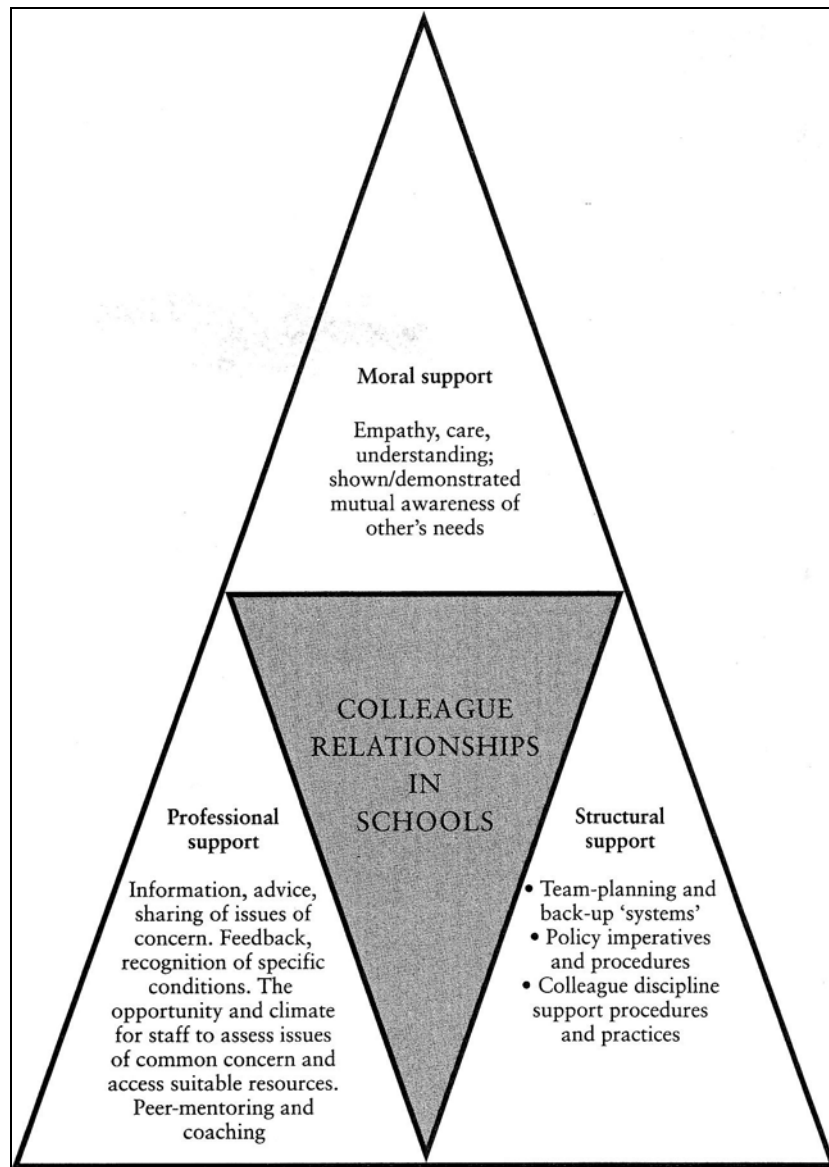 Moral support
Empathy, care,
understanding;
shown/demonstrated
mutual awareness of
other's needs
COLLEAGUE
RELATIONSHIPS
IN
SCHOOLS
Professional
support
Information, advice,
sharing of issues of
concern. Feedback,
recognition of specific
conditions. The
opportunity and climate
for staff to assess issues
of common concern and
access suitable resources.
Peer-mentoring and
coaching
Structural
support
• Team-planning and
back-up ‘systems’
• Policy imperatives
and procedures
• Colleague discipline
support procedures
and practices